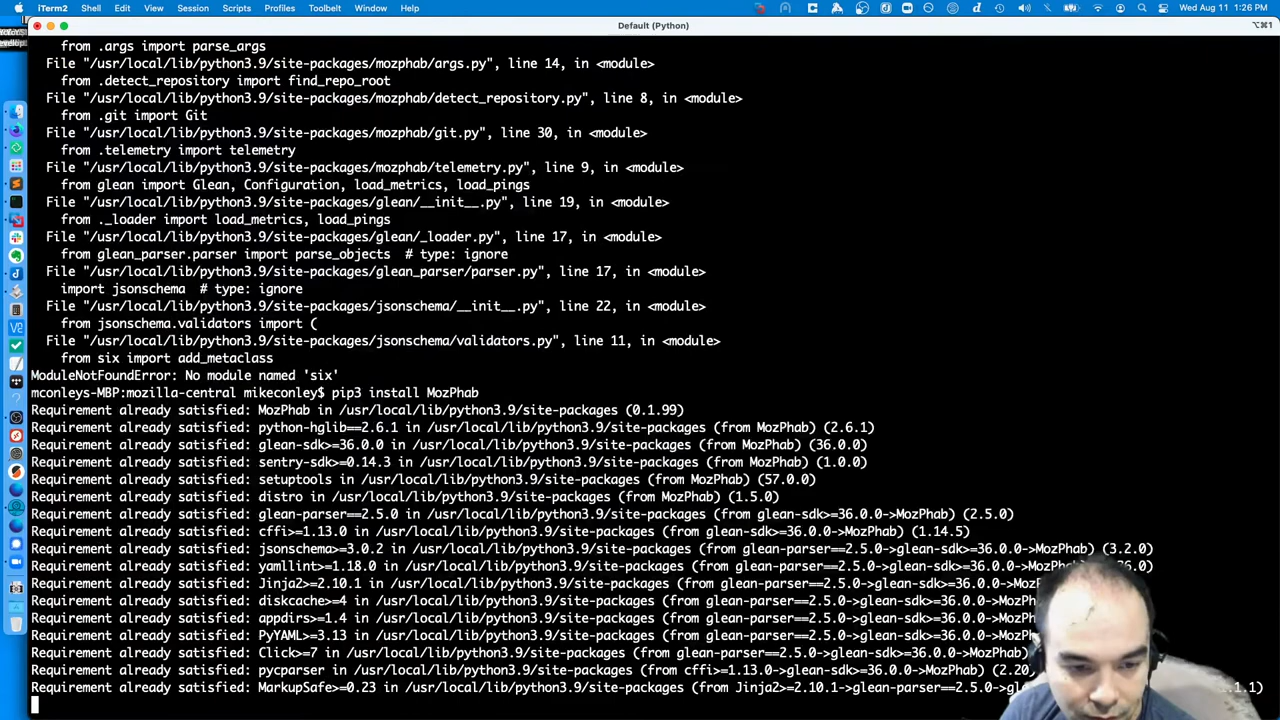 iTerm2 Shell Edit View Session Scripts Profiles Toolbelt Window Help Wed Aug 11 1:26 PM
Default (Python) ⌥⌘1
from .args import parse_args
File "/usr/local/lib/python3.9/site-packages/mozphab/args.py", line 14, in <module>
from .detect_repository import find_repo_root
File "/usr/local/lib/python3.9/site-packages/mozphab/detect_repository.py", line 8, in <module>
from .git import Git
File "/usr/local/lib/python3.9/site-packages/mozphab/git.py", line 30, in <module>
from .telemetry import telemetry
File "/usr/local/lib/python3.9/site-packages/mozphab/telemetry.py", line 9, in <module>
from glean import Glean, Configuration, load_metrics, load_pings
File "/usr/local/lib/python3.9/site-packages/glean/__init__.py", line 19, in <module>
from ._loader import load_metrics, load_pings
File "/usr/local/lib/python3.9/site-packages/glean/_loader.py", line 17, in <module>
from glean_parser.parser import parse_objects  # type: ignore
File "/usr/local/lib/python3.9/site-packages/glean_parser/parser.py", line 17, in <module>
import jsonschema  # type: ignore
File "/usr/local/lib/python3.9/site-packages/jsonschema/__init__.py", line 22, in <module>
from jsonschema.validators import (
File "/usr/local/lib/python3.9/site-packages/jsonschema/validators.py", line 11, in <module>
from six import add_metaclass
ModuleNotFoundError: No module named 'six'
mconleys-MBP:mozilla-central mikeconley$ pip3 install MozPhab
Requirement already satisfied: MozPhab in /usr/local/lib/python3.9/site-packages (0.1.99)
Requirement already satisfied: python-hglib==2.6.1 in /usr/local/lib/python3.9/site-packages (from MozPhab) (2.6.1)
Requirement already satisfied: glean-sdk>=36.0.0 in /usr/local/lib/python3.9/site-packages (from MozPhab) (36.0.0)
Requirement already satisfied: sentry-sdk>=0.14.3 in /usr/local/lib/python3.9/site-packages (from MozPhab) (1.0.0)
Requirement already satisfied: setuptools in /usr/local/lib/python3.9/site-packages (from MozPhab) (57.0.0)
Requirement already satisfied: distro in /usr/local/lib/python3.9/site-packages (from MozPhab) (1.5.0)
Requirement already satisfied: glean-parser==2.5.0 in /usr/local/lib/python3.9/site-packages (from glean-sdk>=36.0.0->MozPhab) (2.5.0)
Requirement already satisfied: cffi>=1.13.0 in /usr/local/lib/python3.9/site-packages (from glean-sdk>=36.0.0->MozPhab) (1.14.5)
Requirement already satisfied: jsonschema>=3.0.2 in /usr/local/lib/python3.9/site-packages (from glean-parser==2.5.0->glean-sdk>=36.0.0->MozPhab) (3.2.0)
Requirement already satisfied: yamllint>=1.18.0 in /usr/local/lib/python3.9/site-packages (from glean-parser==2.5.0->glean-sdk>=36.0.0->MozPhab) 6.0)
Requirement already satisfied: Jinja2>=2.10.1 in /usr/local/lib/python3.9/site-packages (from glean-parser==2.5.0->glean-sdk>=36.0.0->MozPh
Requirement already satisfied: diskcache>=4 in /usr/local/lib/python3.9/site-packages (from glean-parser==2.5.0->glean-sdk>=36.0.0->MozPhab
Requirement already satisfied: appdirs>=1.4 in /usr/local/lib/python3.9/site-packages (from glean-parser==2.5.0->glean-sdk>=36.0.0->MozPha
Requirement already satisfied: PyYAML>=3.13 in /usr/local/lib/python3.9/site-packages (from glean-parser==2.5.0->glean-sdk>=36.0.0->MozPha
Requirement already satisfied: Click>=7 in /usr/local/lib/python3.9/site-packages (from glean-parser==2.5.0->glean-sdk>=36.0.0->MozPhab)
Requirement already satisfied: pycparser in /usr/local/lib/python3.9/site-packages (from cffi>=1.13.0->glean-sdk>=36.0.0->MozPhab) (2.20)
Requirement already satisfied: MarkupSafe>=0.23 in /usr/local/lib/python3.9/site-packages (from Jinja2>=2.10.1->glean-parser==2.5.0->gle .1.1)